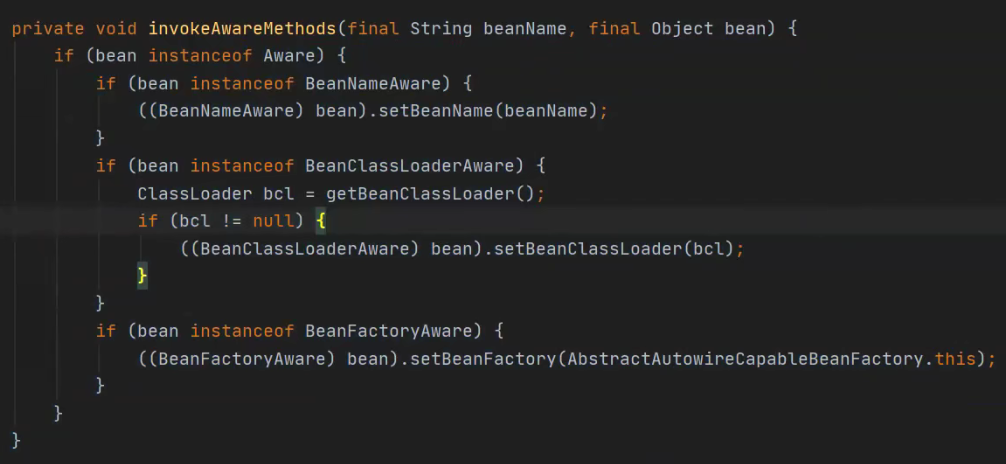 private void invokeAwareMethods(final String beanName, final Object bean) {
    if (bean instanceof Aware) {
        if (bean instanceof BeanNameAware) {
            ((BeanNameAware) bean).setBeanName(beanName);
        }
        if (bean instanceof BeanClassLoaderAware) {
            ClassLoader bcl = getBeanClassLoader();
            if (bcl != null) {
                ((BeanClassLoaderAware) bean).setBeanClassLoader(bcl);
            }
        }
        if (bean instanceof BeanFactoryAware) {
            ((BeanFactoryAware) bean).setBeanFactory(AbstractAutowireCapableBeanFactory.this);
        }
    }
}